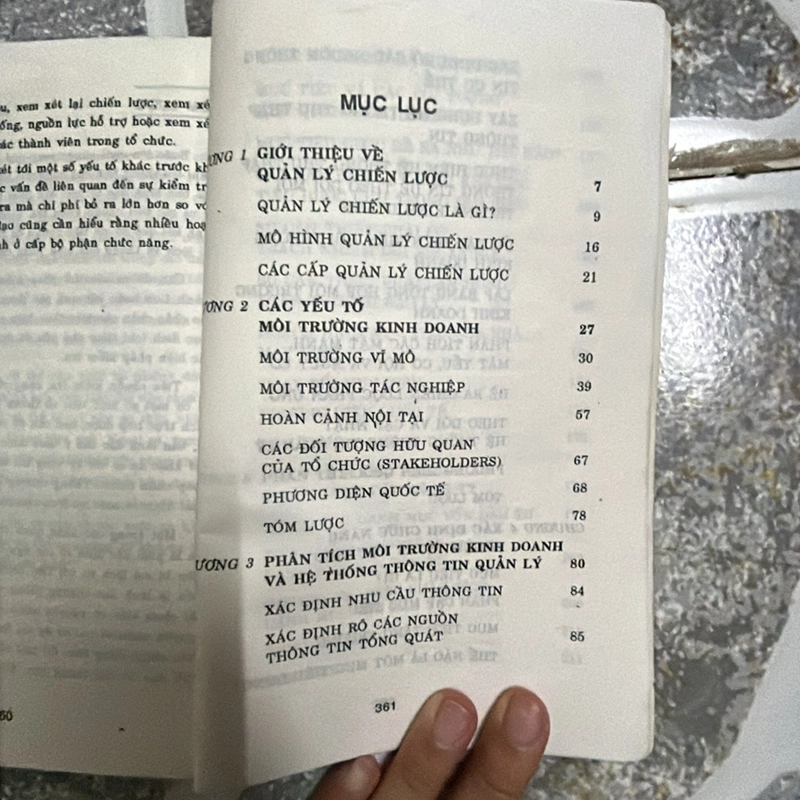 u, xem xét lại chiến lược, xem xé
ống, nguồn lực hỗ trợ hoặc xem xé
ác thành viên trong tổ chức.
ét tới một số yếu tố khác trước kh
c vấn đề liên quan đến sự kiểm tr
ra mà chi phí bỏ ra lớn hơn so vớ
đạo cũng cần hiểu rằng nhiều hoạ
h ở cấp bộ phận chức năng.
MỤC LỤC
ƯƠNG 1 GIỚI THIỆU VỀ
QUẢN LÝ CHIẾN LƯỢC 7
QUẢN LÝ CHIẾN LƯỢC LÀ GÌ? 9
MÔ HÌNH QUẢN LÝ CHIẾN LƯỢC 16
CÁC CẤP QUẢN LÝ CHIẾN LƯỢC 21
ƯƠNG 2 CÁC YẾU TỐ
MÔI TRƯỜNG KINH DOANH 27
MÔI TRƯỜNG VĨ MÔ 30
MÔI TRƯỜNG TÁC NGHIỆP 39
HOÀN CẢNH NỘI TẠI 57
CÁC ĐỐI TƯỢNG HỮU QUAN
CỦA TỔ CHỨC (STAKEHOLDERS) 67
PHƯƠNG DIỆN QUỐC TẾ 68
TÓM LƯỢC 78
ƯƠNG 3 PHÂN TÍCH MÔI TRƯỜNG KINH DOANH
VÀ HỆ THỐNG THÔNG TIN QUẢN LÝ 80
XÁC ĐỊNH NHU CẦU THÔNG TIN 84
XÁC ĐỊNH RÕ CÁC NGUỒN
THÔNG TIN TỔNG QUÁT 85
361